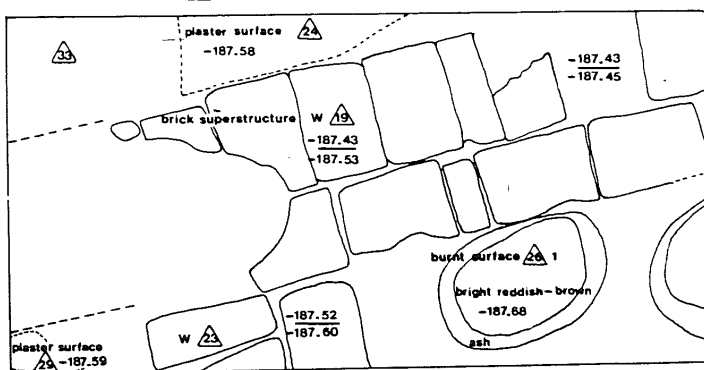 33
plaster surface 24
-187.58
-187.43
-187.45
brick superstructure W 19
-187.43
-187.53
burnt surface 26 1
bright reddish-brown
-187.68
ash
-187.52
-187.60
W 23
plaster surface
29 -187.59